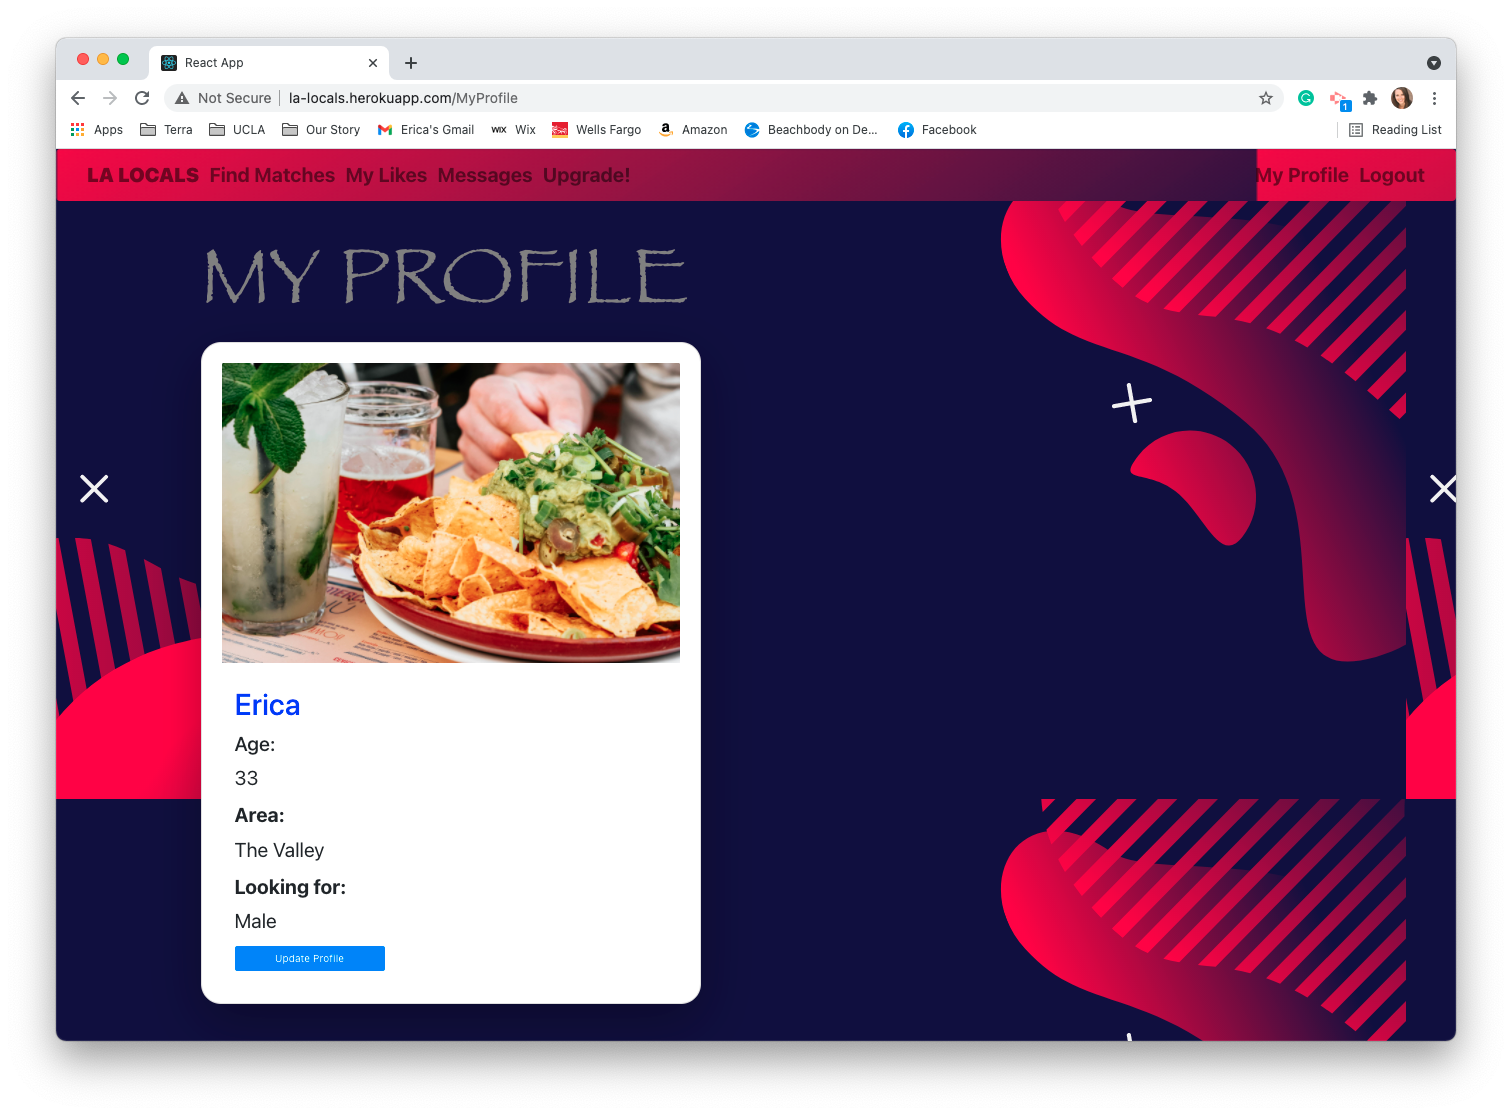 React App
Not Secure
la-locals.herokuapp.com/MyProfile
1
Apps Terra UCLA Our Story Erica's Gmail WIX Wix Wells Fargo a Amazon Beachbody on De... Facebook Reading List
LA LOCALS Find Matches My Likes Messages Upgrade! My Profile Logout
MY PROFILE
Erica
Age:
33
Area:
The Valley
Looking for:
Male
Update Profile